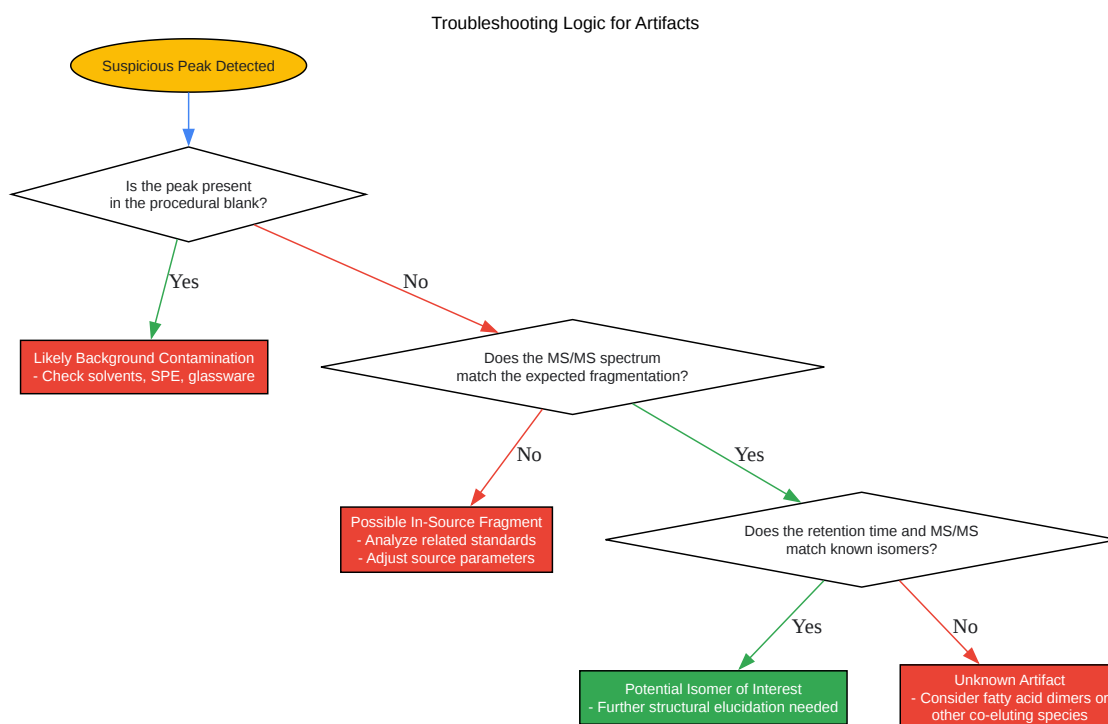 Troubleshooting Logic for Artifacts
Suspicious Peak Detected
Is the peak present
in the procedural blank?
Yes
No
Likely Background Contamination
- Check solvents, SPE, glassware
Does the MS/MS spectrum
match the expected fragmentation?
No
Yes
Possible In-Source Fragment
- Analyze related standards
- Adjust source parameters
Does the retention time and MS/MS
match known isomers?
Yes
No
Potential Isomer of Interest
- Further structural elucidation needed
Unknown Artifact
- Consider fatty acid dimers or
other co-eluting species